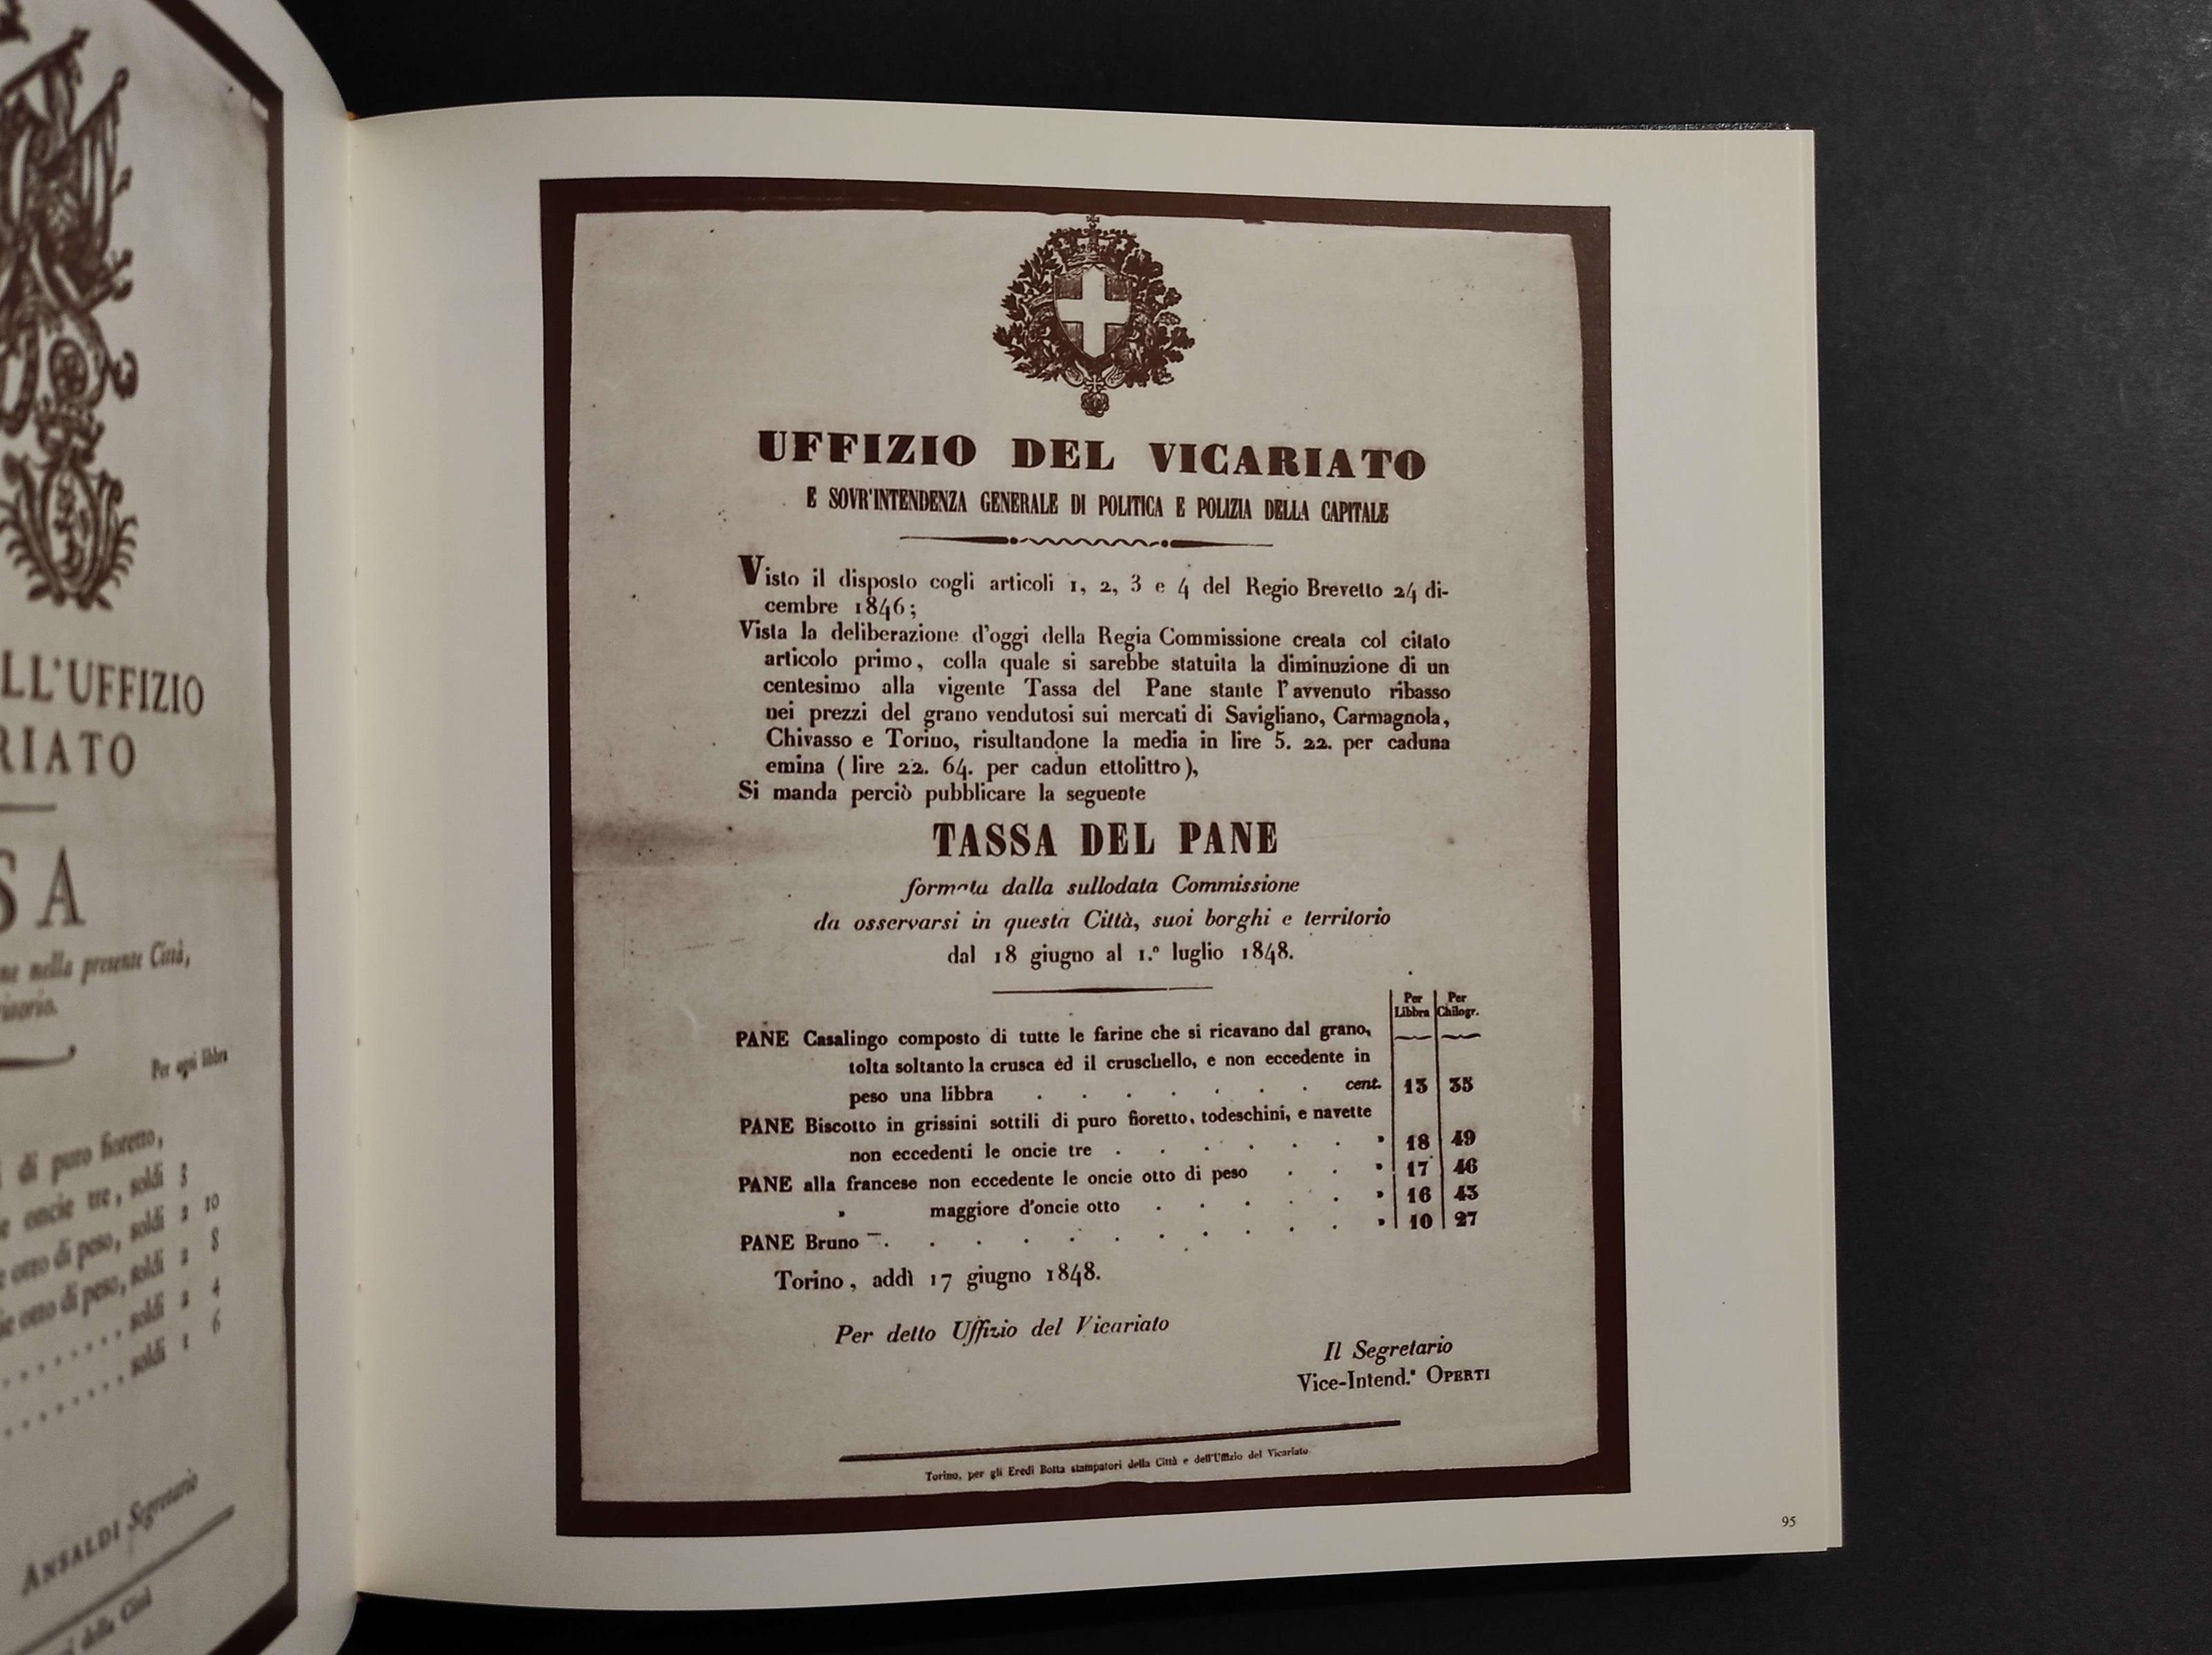 LL'UFFIZIO
RIATO
SA
ne nella presente Città,
Per ogni libbra
di puro fioretto,
e oncie tre, soldi 3
otto di peso, soldi 2 10
ie otto di peso, soldi 2 8
soldi 2 4
soldi 1 6
ANSALDI Segretario
della Città
UFFIZIO DEL VICARIATO
E SOVR'INTENDENZA GENERALE DI POLITICA E POLIZIA DELLA CAPITALE
Visto il disposto cogli articoli 1, 2, 3 e 4 del Regio Brevetto 24 di-
cembre 1846;
Vista la deliberazione d'oggi della Regia Commissione creata col citato
articolo primo, colla quale si sarebbe statuita la diminuzione di un
centesimo alla vigente Tassa del Pane stante l'avvenuto ribasso
nei prezzi del grano vendutosi sui mercati di Savigliano, Carmagnola,
Chivasso e Torino, risultandone la media in lire 5. 22. per caduna
emina (lire 22. 64. per cadun ettolittro),
Si manda perciò pubblicare la seguente
TASSA DEL PANE
formata dalla sullodata Commissione
da osservarsi in questa Città, suoi borghi e territorio
dal 18 giugno al 1.º luglio 1848.
Per Libbra Per Chilogr.
PANE Casalingo composto di tutte le farine che si ricavano dal grano,
tolta soltanto la crusca ed il cruschello, e non eccedente in
peso una libbra . . . . . . . cent. 13 35
PANE Biscotto in grissini sottili di puro fioretto, todeschini, e navette
non eccedenti le oncie tre . . . . . . » 18 49
PANE alla francese non eccedente le oncie otto di peso . . » 17 46
» maggiore d'oncie otto . . . . . » 16 43
PANE Bruno . . . . . . . . . . . » 10 27
Torino, addì 17 giugno 1848.
Per detto Uffizio del Vicariato
Il Segretario
Vice-Intend.e OPERTI
Torino, per gli Eredi Botta stampatori della Città e dell'Uffizio del Vicariato
95